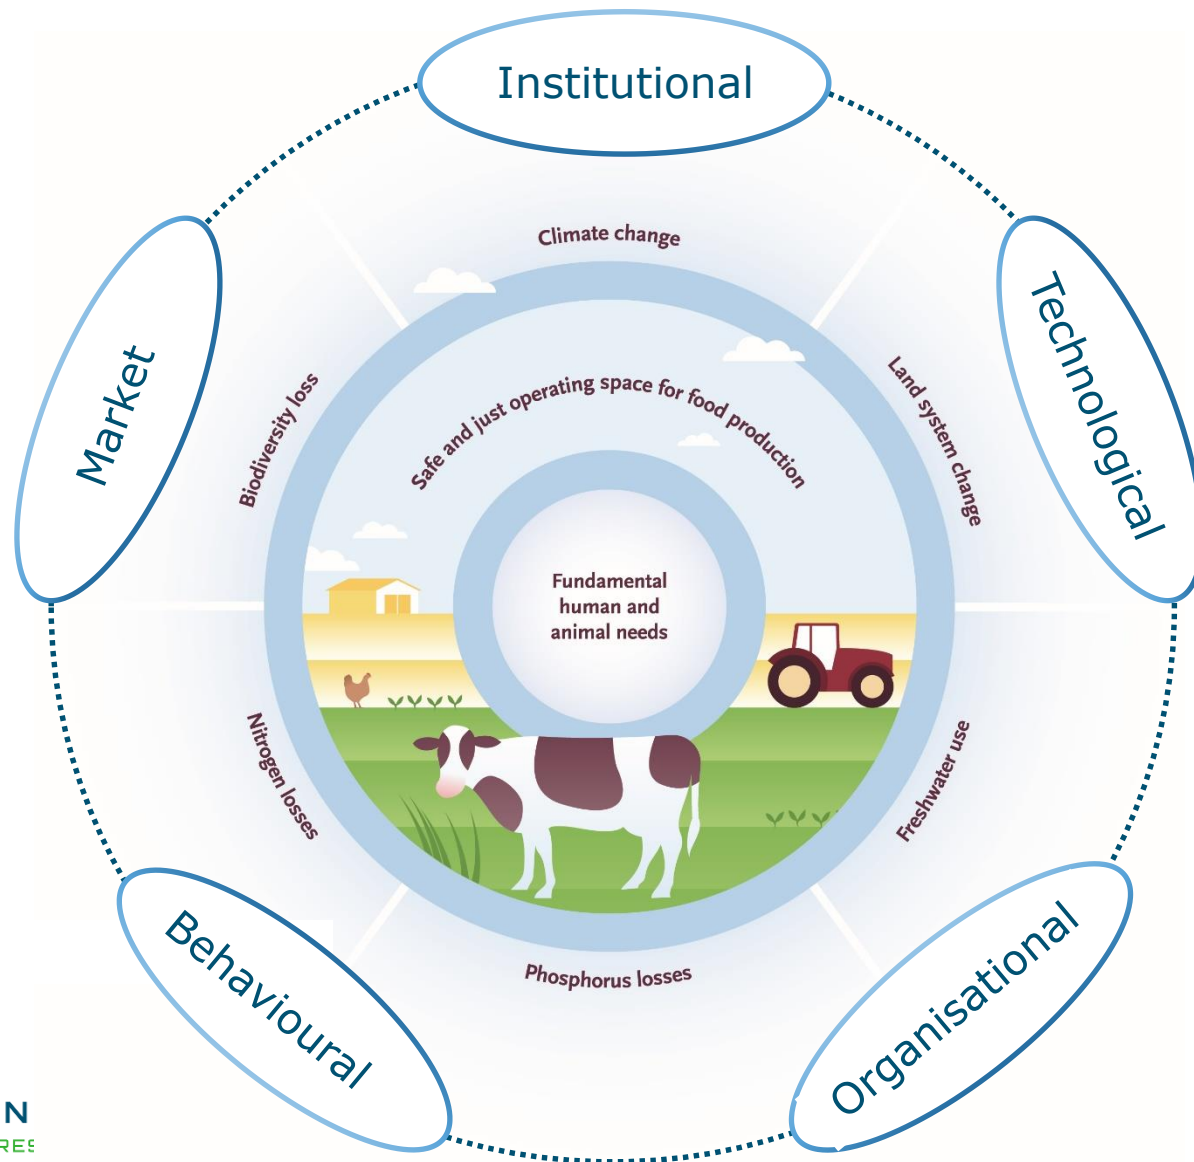 Institutional
Climate change
Technological
Market
Land system change
Biodiversity loss
Safe and just operating space for food production
Fundamental
human and
animal needs
Nitrogen losses
Freshwater use
Phosphorus losses
Behavioural
Organisational
N
RES